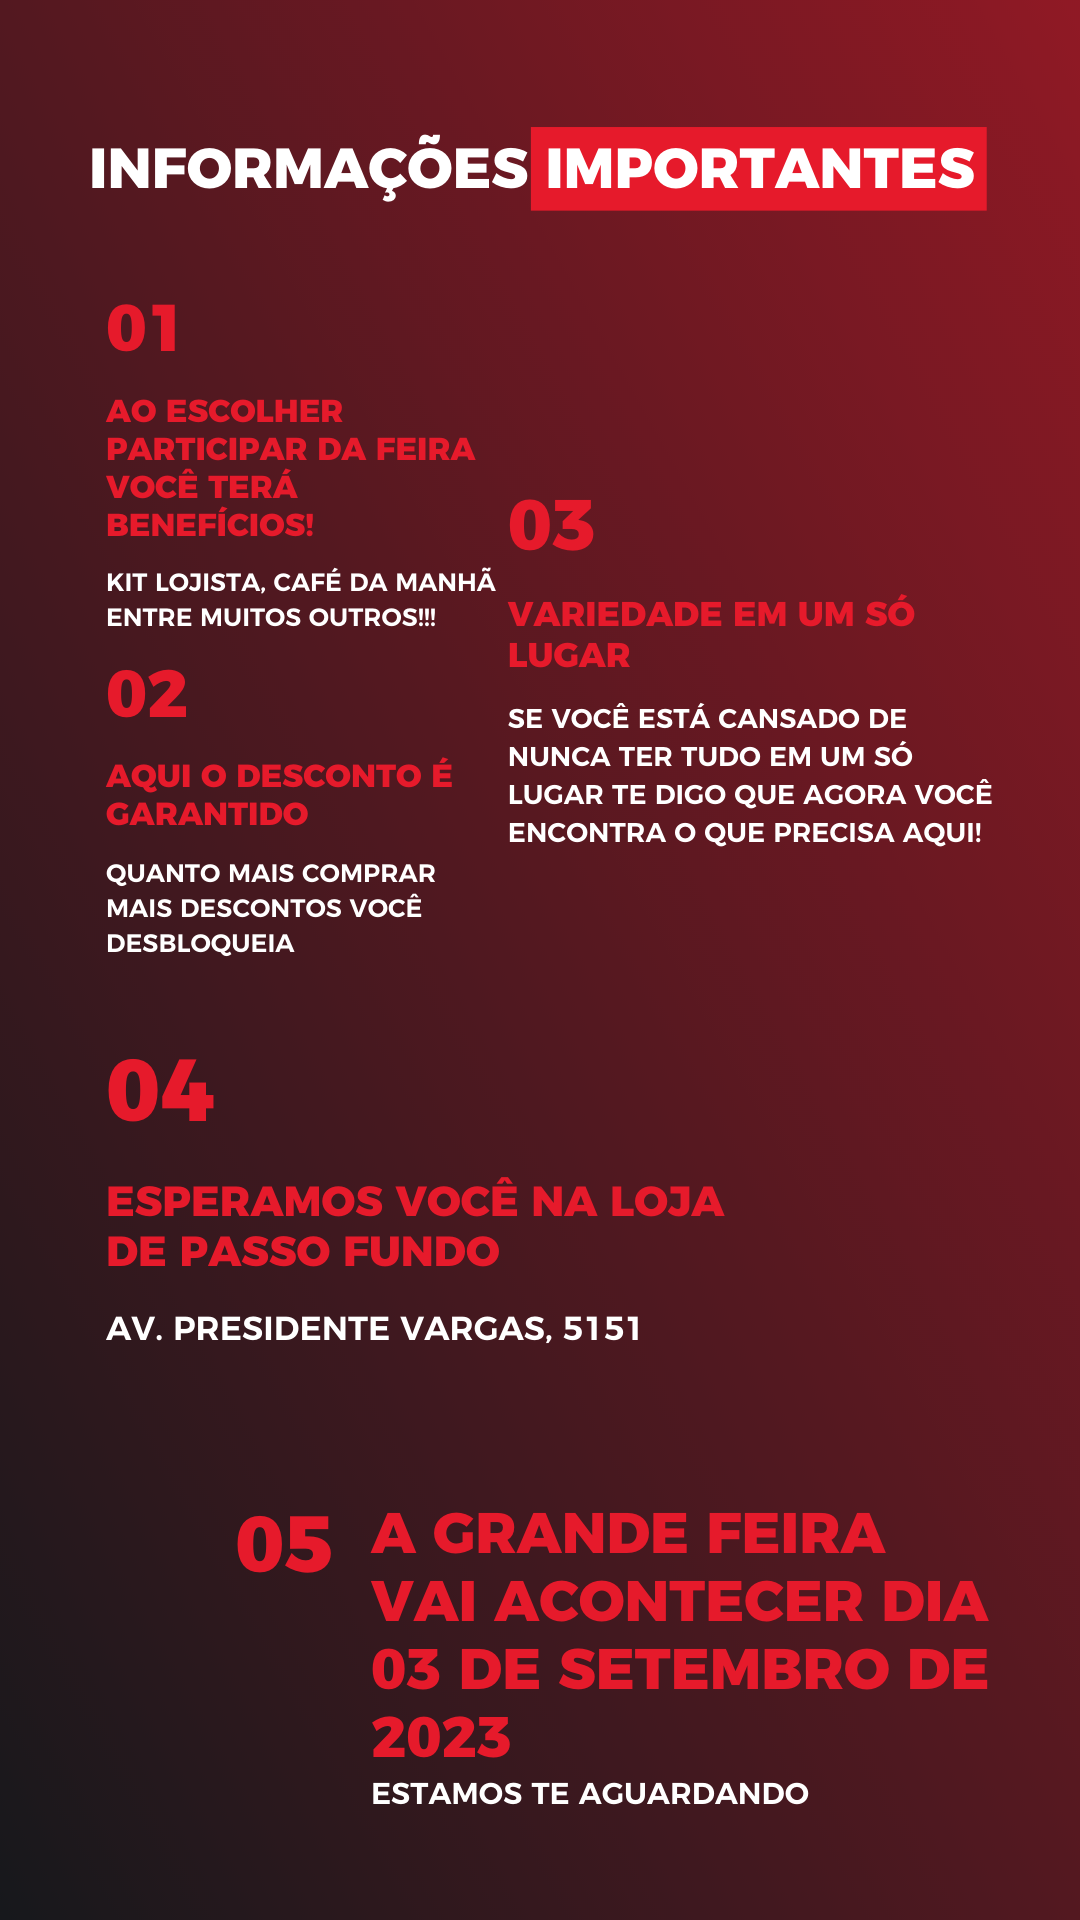 INFORMAÇÕES IMPORTANTES
01
AO ESCOLHER
PARTICIPAR DA FEIRA
VOCÊ TERÁ
BENEFÍCIOS!
KIT LOJISTA, CAFÉ DA MANHÃ
ENTRE MUITOS OUTROS!!!
02
AQUI O DESCONTO É
GARANTIDO
QUANTO MAIS COMPRAR
MAIS DESCONTOS VOCÊ
DESBLOQUEIA
03
VARIEDADE EM UM SÓ
LUGAR
SE VOCÊ ESTÁ CANSADO DE
NUNCA TER TUDO EM UM SÓ
LUGAR TE DIGO QUE AGORA VOCÊ
ENCONTRA O QUE PRECISA AQUI!
04
ESPERAMOS VOCÊ NA LOJA
DE PASSO FUNDO
AV. PRESIDENTE VARGAS, 5151
05
A GRANDE FEIRA
VAI ACONTECER DIA
03 DE SETEMBRO DE
2023
ESTAMOS TE AGUARDANDO